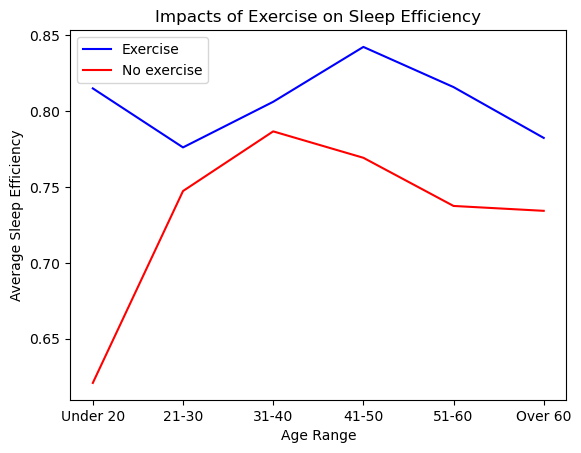 Impacts of Exercise on Sleep Efficiency
Exercise
No exercise
Average Sleep Efficiency
0.85
0.80
0.75
0.70
0.65
Under 20 21-30 31-40 41-50 51-60 Over 60
Age Range